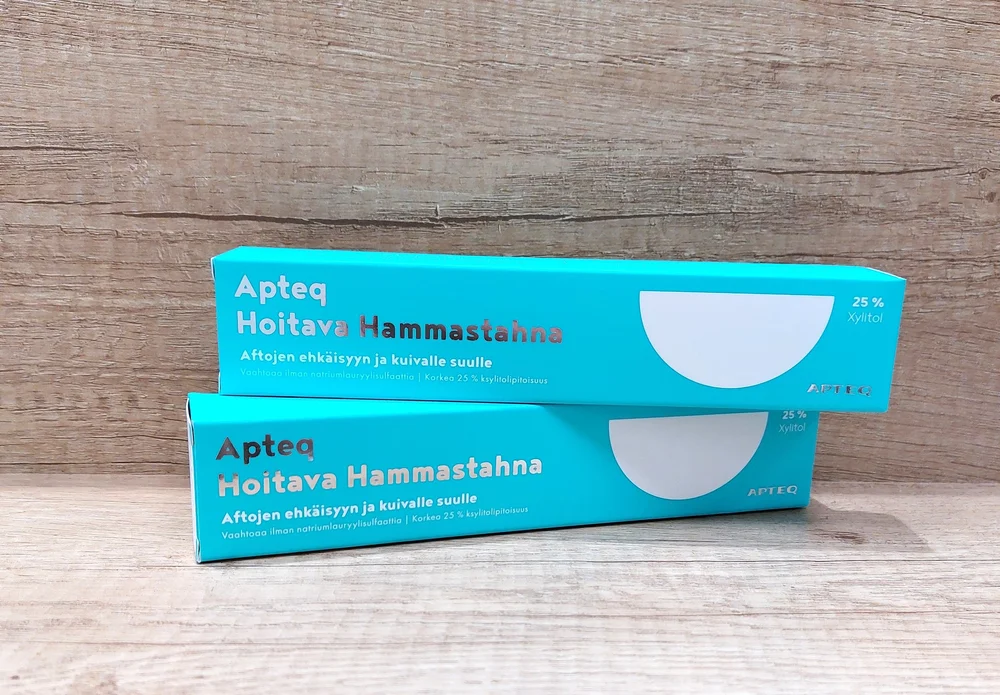 Apteq
Hoitava Hammastahna
Aftojen ehkäisyyn ja kuivalle suulle
Vaahtoaa ilman natriumlauryylisulfaattia | Korkea 25 % ksylitolipitoisuus
25 %
Xylitol
APTEQ
Apteq
Hoitava Hammastahna
Aftojen ehkäisyyn ja kuivalle suulle
Vaahtoaa ilman natriumlauryylisulfaattia | Korkea 25 % ksylitolipitoisuus
25 %
Xylitol
APTEQ